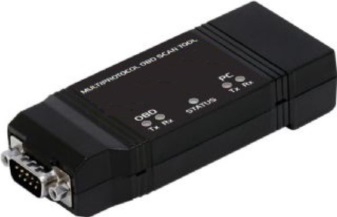 MULTIPROTOCOL OBD SCAN TOOL
OBD
Tx Rx
STATUS
PC
Tx Rx